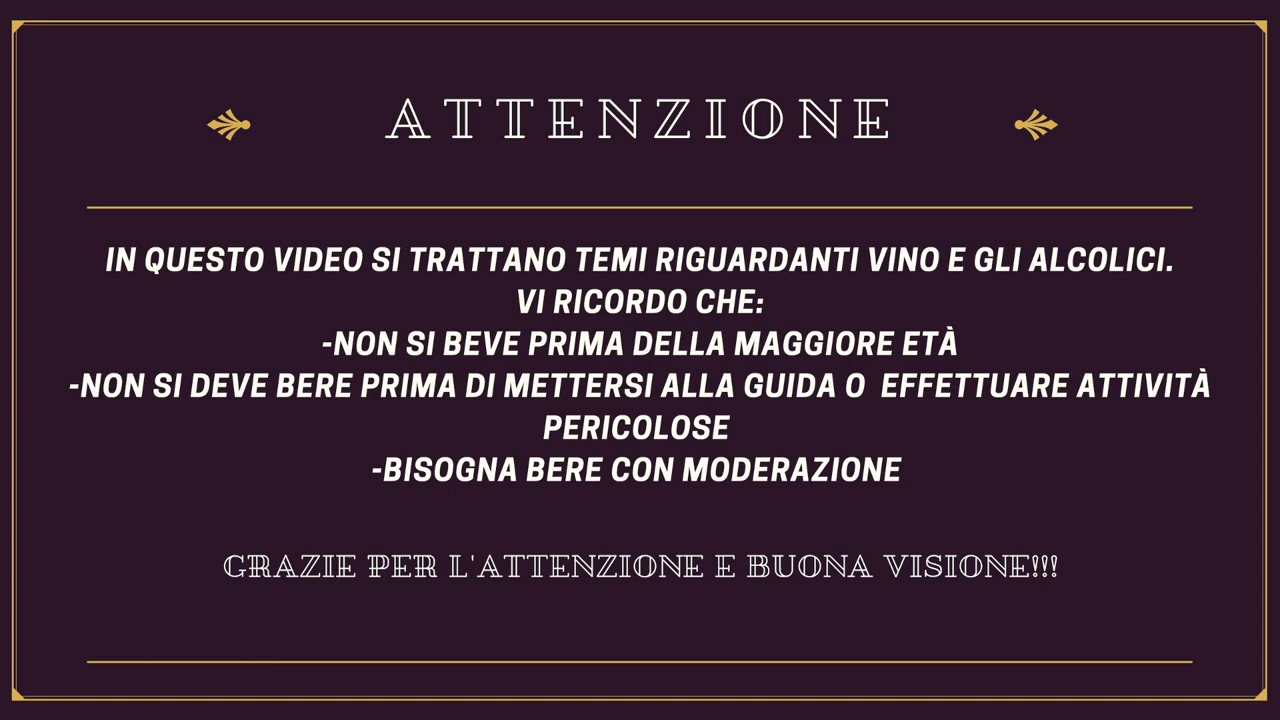 ATTENZIONE
IN QUESTO VIDEO SI TRATTANO TEMI RIGUARDANTI VINO E GLI ALCOLICI.
VI RICORDO CHE:
-NON SI BEVE PRIMA DELLA MAGGIORE ETÀ
-NON SI DEVE BERE PRIMA DI METTERSI ALLA GUIDA O EFFETTUARE ATTIVITÀ
PERICOLOSE
-BISOGNA BERE CON MODERAZIONE
GRAZIE PER L'ATTENZIONE E BUONA VISIONE!!!